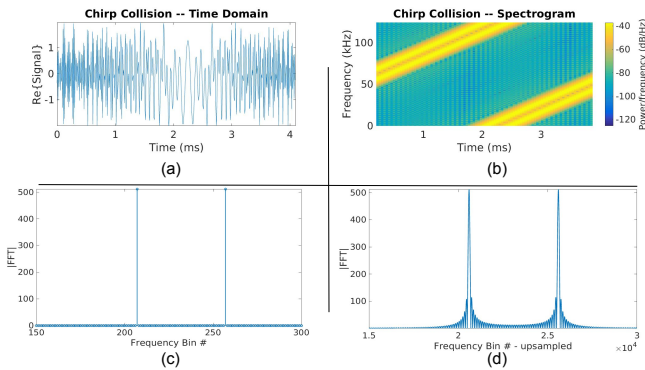 Chirp Collision -- Time Domain
Re{Signal}
1
0
-1
0
1
2
3
4
Time (ms)
(a)
Chirp Collision -- Spectrogram
Frequency (kHz)
100
50
0
1
2
3
Time (ms)
-40
-60
-80
-100
-120
Power/frequency (dB/Hz)
(b)
|FFT|
500
400
300
200
100
0
150
200
250
300
Frequency Bin #
(c)
|FFT|
500
400
300
200
100
1.5
2
2.5
3
Frequency Bin # - upsampled
×10⁴
(d)